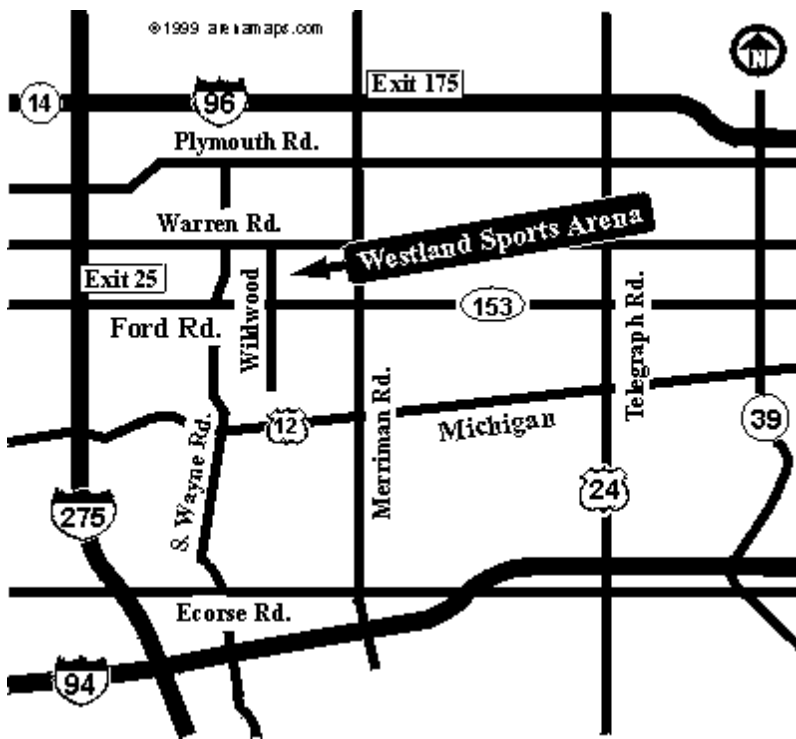 ©1999 arenamaps.com
N
14
96
Exit 175
Plymouth Rd.
Warren Rd.
Westland Sports Arena
Exit 25
Wildwood
153
Ford Rd.
Telegraph Rd.
Merriman Rd.
12
Michigan
39
S. Wayne Rd.
275
24
Ecorse Rd.
94